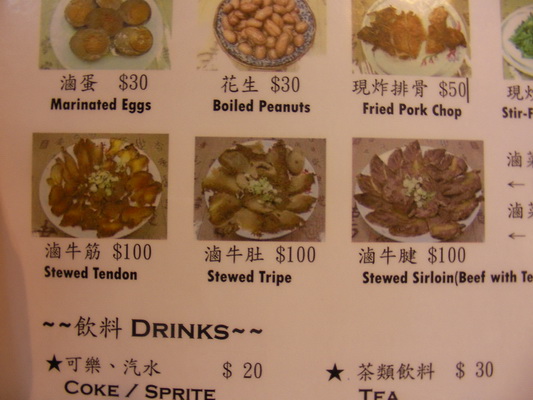 滷蛋 $30 花生 $30 現炸排骨 $50
Marinated Eggs Boiled Peanuts Fried Pork Chop Stir-F
滷牛筋 $100 滷牛肚 $100 滷牛腱 $100
Stewed Tendon Stewed Tripe Stewed Sirloin(Beef with Te
~~飲料 DRINKS~~
★可樂、汽水 $ 20 ★ 茶類飲料 $ 30
COKE / SPRITE TEA